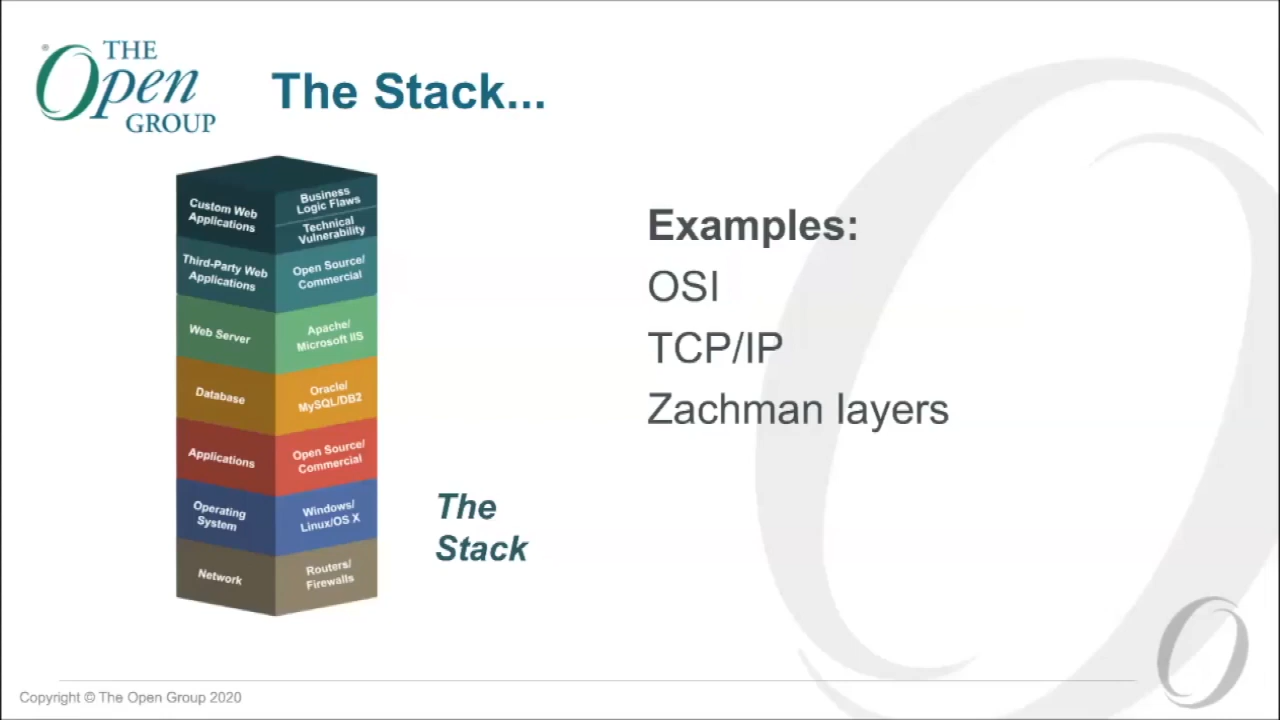 ®
THE
Open
GROUP
The Stack...
Custom Web
Applications
Business
Logic Flaws
Technical
Vulnerability
Third-Party Web
Applications
Open Source/
Commercial
Web Server
Apache/
Microsoft IIS
Database
Oracle/
MySQL/DB2
Applications
Open Source/
Commercial
Operating
System
Windows/
Linux/OS X
Network
Routers/
Firewalls
The
Stack
Examples:
OSI
TCP/IP
Zachman layers
Copyright © The Open Group 2020